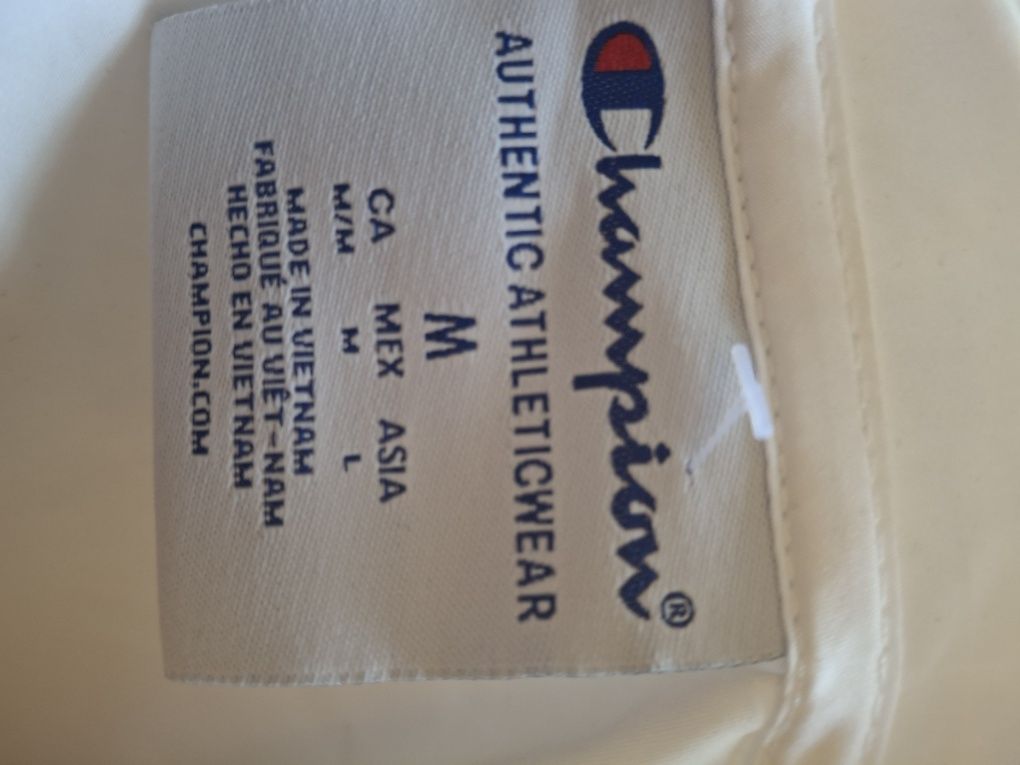 Champion®
AUTHENTIC ATHLETICWEAR
M
CA MEX ASIA
M/M M L
MADE IN VIETNAM
FABRIQUÉ AU VIÊT-NAM
HECHO EN VIETNAM
CHAMPION.COM